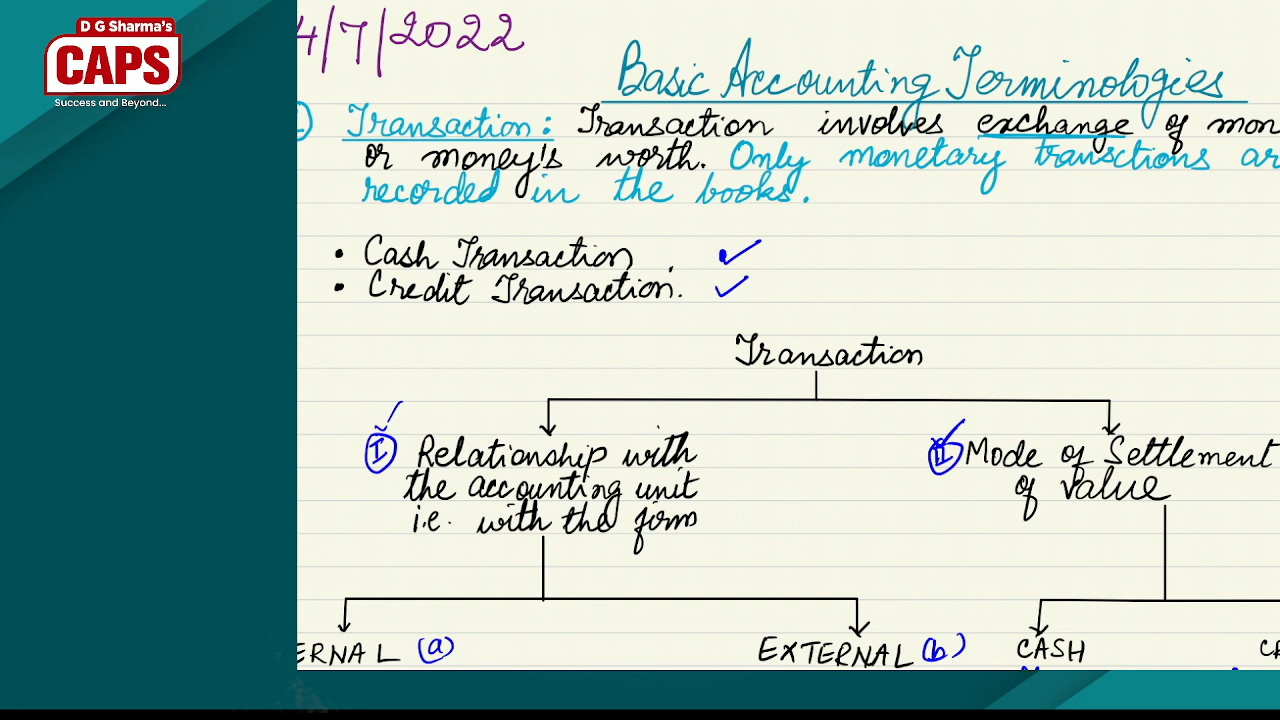 D G Sharma's
CAPS
Success and Beyond...
4/7/2022
Basic Accounting Terminologies
Transaction: Transaction involves exchange of mon
or money's worth. Only monetary transctions ar
recorded in the books.
• Cash Transaction.
• Credit Transaction.
Transaction
I Relationship with
the accounting unit
i.e. with the form
II Mode of Settlement
of value
ERNAL (a)
EXTERNAL (b)
CASH